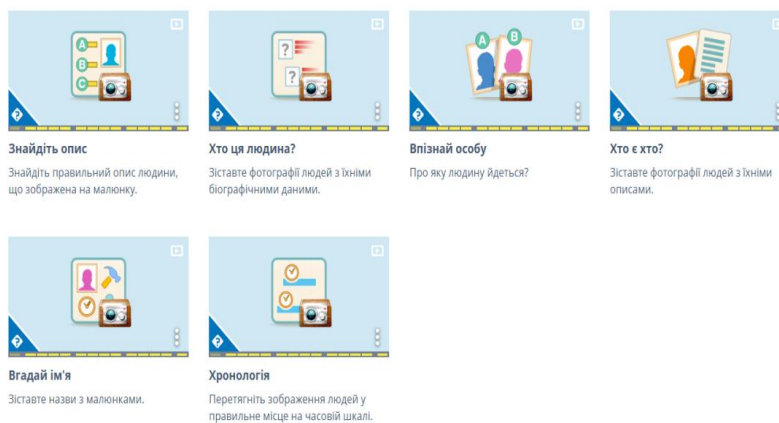 Знайдіть опис
Знайдіть правильний опис людини,
що зображена на малюнку.
Хто ця людина?
Зіставте фотографії людей з їхніми
біографічними даними.
Впізнай особу
Про яку людину йдеться?
Хто є хто?
Зіставте фотографії людей з їхніми
описами.
Вгадай ім'я
Зіставте назви з малюнками.
Хронологія
Перетягніть зображення людей у
правильне місце на часовій шкалі.